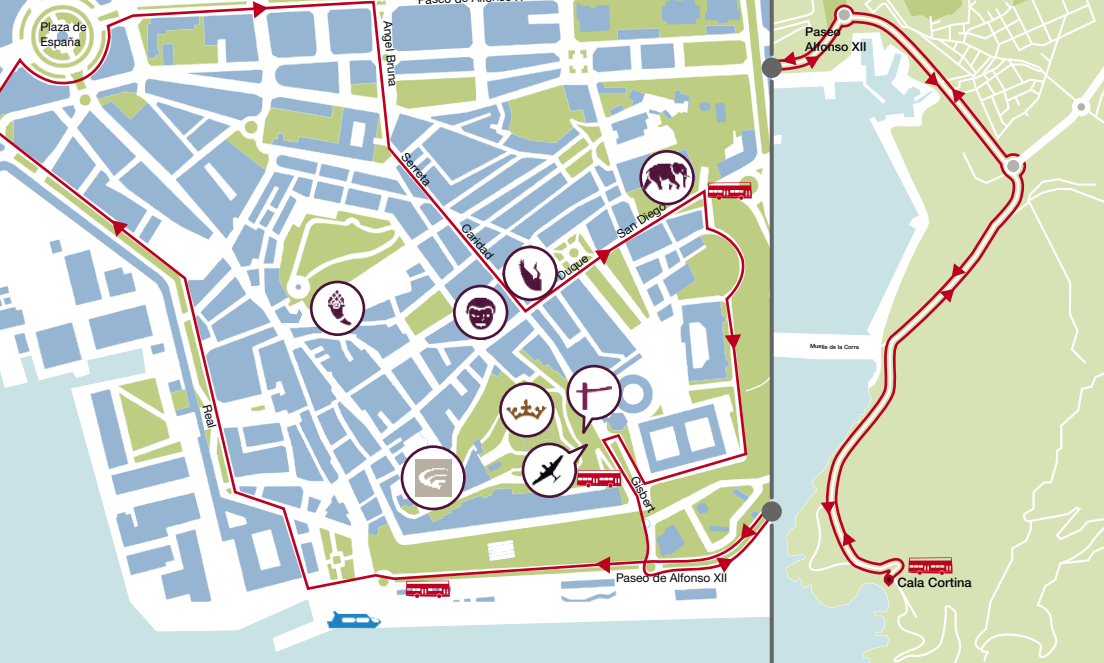 Plaza de
España
Angel Bruna
Serreta
Caridad
San Diego
Duque
Real
Gisbert
Paseo de Alfonso XII
Paseo
Alfonso XII
Muelle de la Corra
Cala Cortina